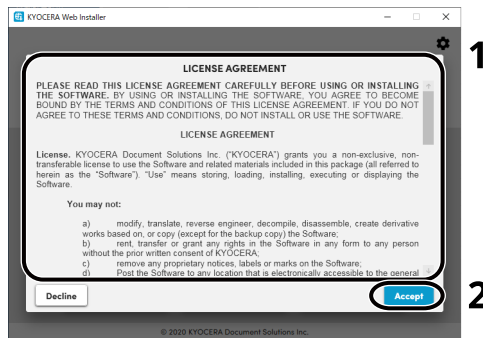 KYOCERA Web Installer
1
LICENSE AGREEMENT
PLEASE READ THIS LICENSE AGREEMENT CAREFULLY BEFORE USING OR INSTALLING
THE SOFTWARE. BY USING OR INSTALLING THE SOFTWARE, YOU AGREE TO BECOME
BOUND BY THE TERMS AND CONDITIONS OF THIS LICENSE AGREEMENT. IF YOU DO NOT
AGREE TO THESE TERMS AND CONDITIONS, DO NOT INSTALL OR USE THE SOFTWARE.
LICENSE AGREEMENT
License. KYOCERA Document Solutions Inc. ("KYOCERA") grants you a non-exclusive, non-
transferable license to use the Software and related materials included in this package (all referred to
herein as the "Software"). "Use" means storing, loading, installing, executing or displaying the
Software.
You may not:
a) modify, translate, reverse engineer, decompile, disassemble, create derivative
works based on, or copy (except for the backup copy) the Software;
b) rent, transfer or grant any rights in the Software in any form to any person
without the prior written consent of KYOCERA;
c) remove any proprietary notices, labels or marks on the Software;
d) Post the Software to any location that is electronically accessible to the general
Decline
Accept
2
© 2020 KYOCERA Document Solutions Inc.